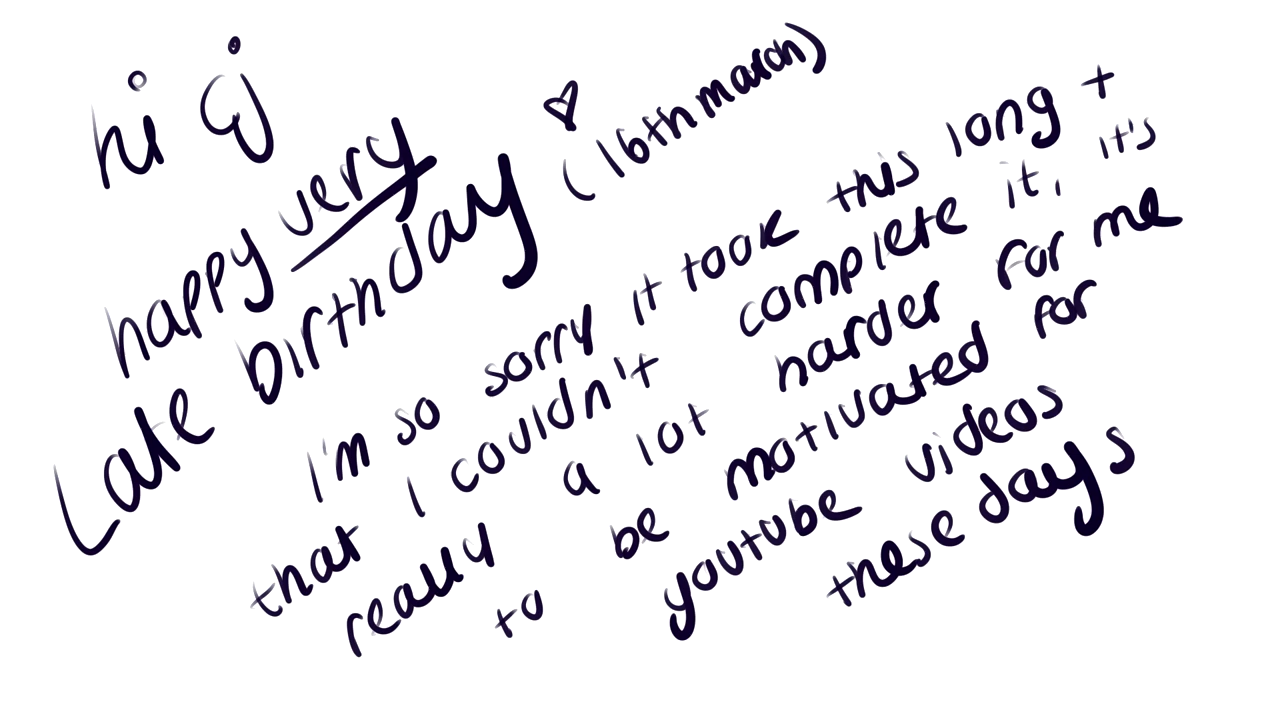 hi EJ
happy very
late birthday ♡ (16th march)
I'm so sorry it took this long +
that I couldn't complete it, it's
really a lot harder for me
to be motivated for
youtube videos
these days